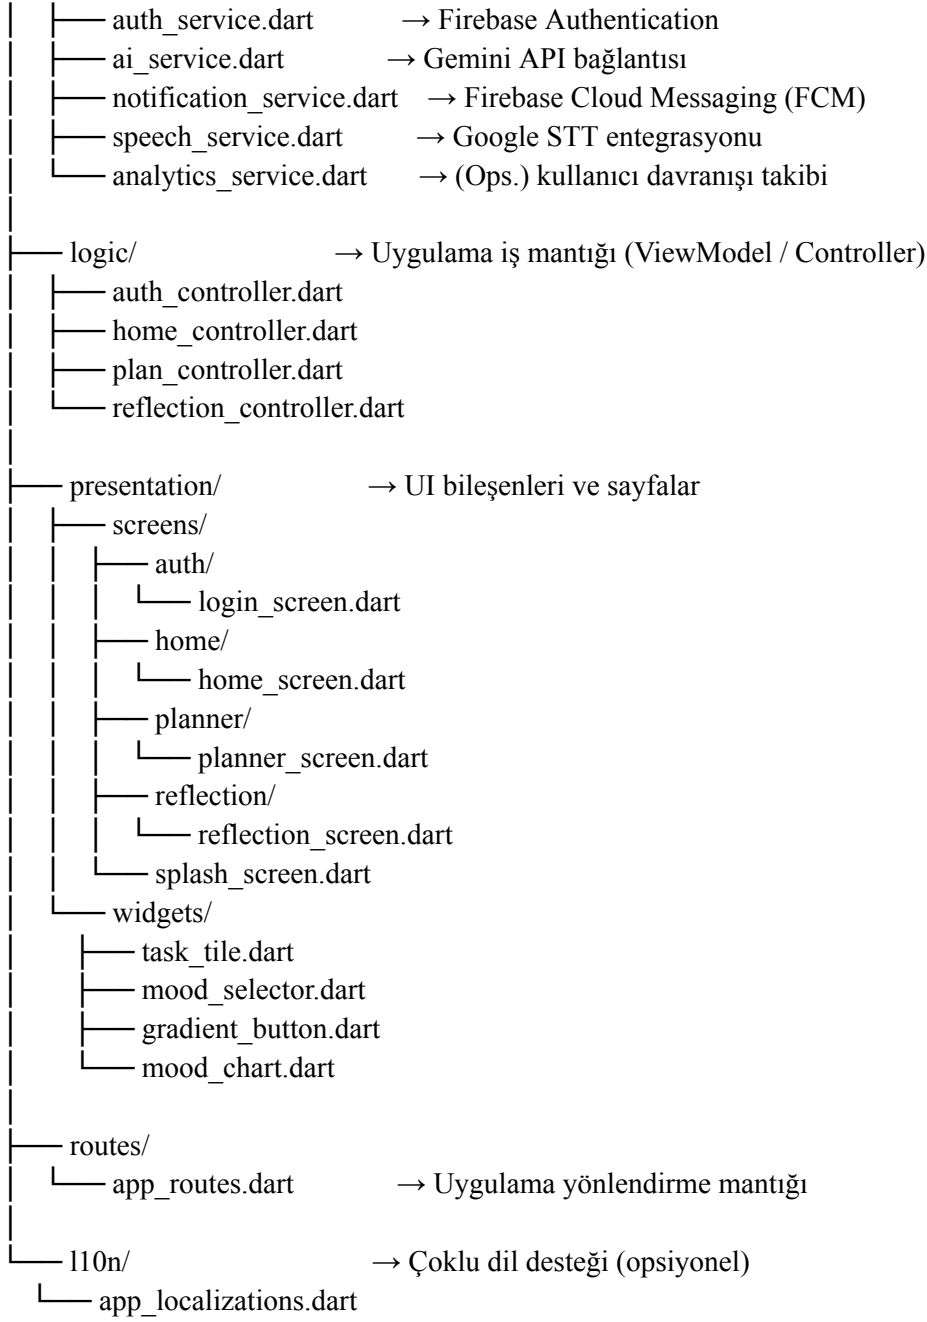 │ ├── auth_service.dart → Firebase Authentication
│ ├── ai_service.dart → Gemini API bağlantısı
│ ├── notification_service.dart → Firebase Cloud Messaging (FCM)
│ ├── speech_service.dart → Google STT entegrasyonu
│ └── analytics_service.dart → (Ops.) kullanıcı davranışı takibi
│
├── logic/ → Uygulama iş mantığı (ViewModel / Controller)
│ ├── auth_controller.dart
│ ├── home_controller.dart
│ ├── plan_controller.dart
│ └── reflection_controller.dart
│
├── presentation/ → UI bileşenleri ve sayfalar
│ ├── screens/
│ │ ├── auth/
│ │ │ └── login_screen.dart
│ │ ├── home/
│ │ │ └── home_screen.dart
│ │ ├── planner/
│ │ │ └── planner_screen.dart
│ │ ├── reflection/
│ │ │ └── reflection_screen.dart
│ │ └── splash_screen.dart
│ └── widgets/
│ ├── task_tile.dart
│ ├── mood_selector.dart
│ ├── gradient_button.dart
│ └── mood_chart.dart
│
├── routes/
│ └── app_routes.dart → Uygulama yönlendirme mantığı
│
└── l10n/ → Çoklu dil desteği (opsiyonel)
└── app_localizations.dart